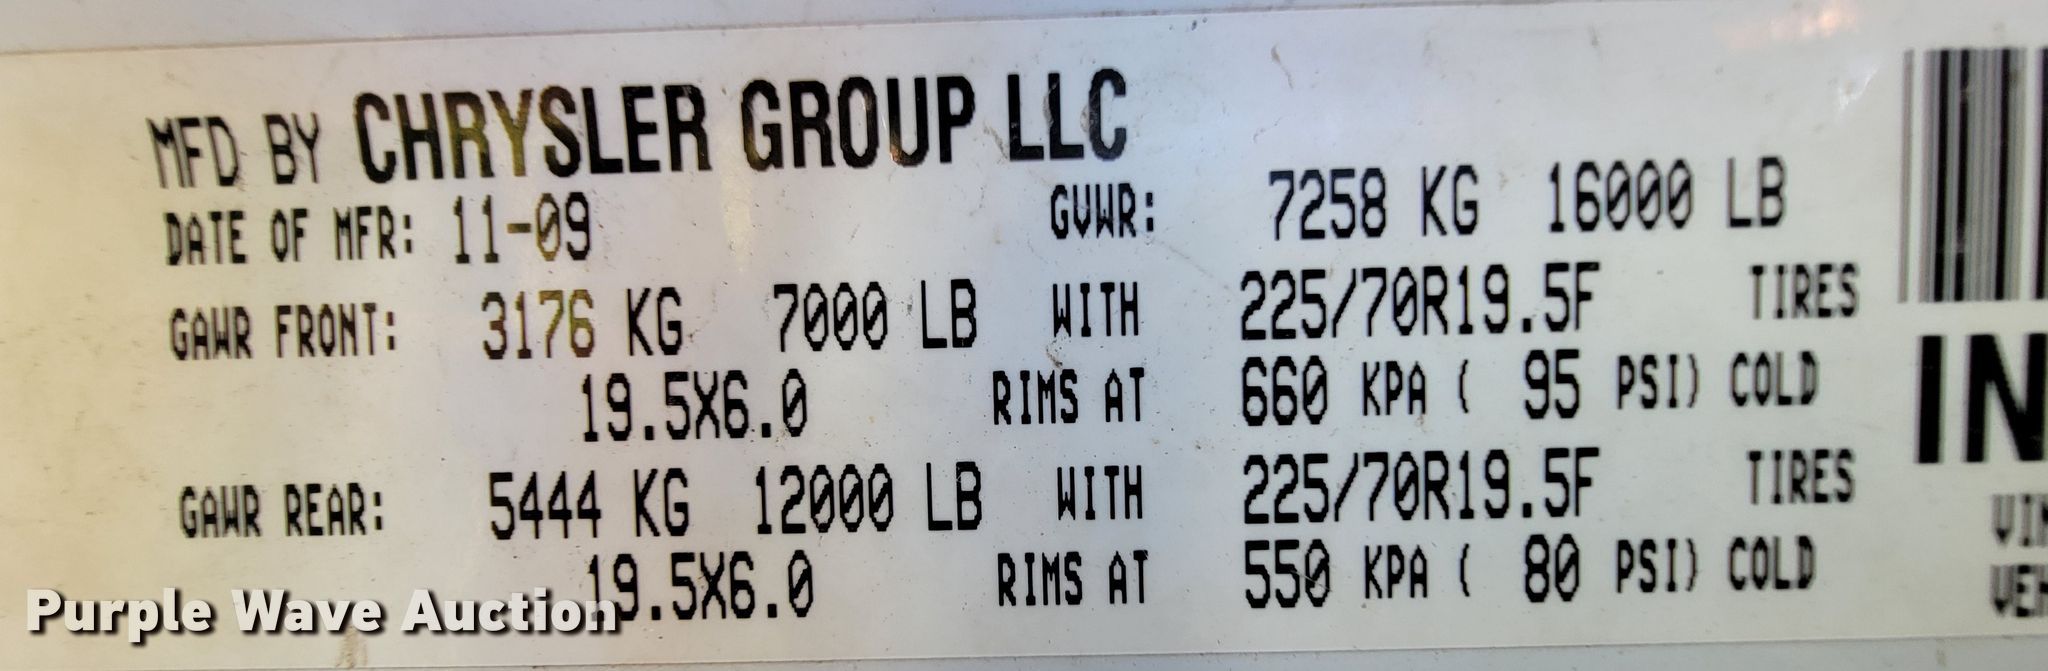 MFD BY CHRYSLER GROUP LLC
DATE OF MFR: 11-09 GVWR: 7258 KG 16000 LB
GAWR FRONT: 3176 KG 7000 LB WITH 225/70R19.5F TIRES
19.5X6.0 RIMS AT 660 KPA ( 95 PSI) COLD
GAWR REAR: 5444 KG 12000 LB WITH 225/70R19.5F TIRES
19.5X6.0 RIMS AT 550 KPA ( 80 PSI) COLD
IN
Purple Wave Auction